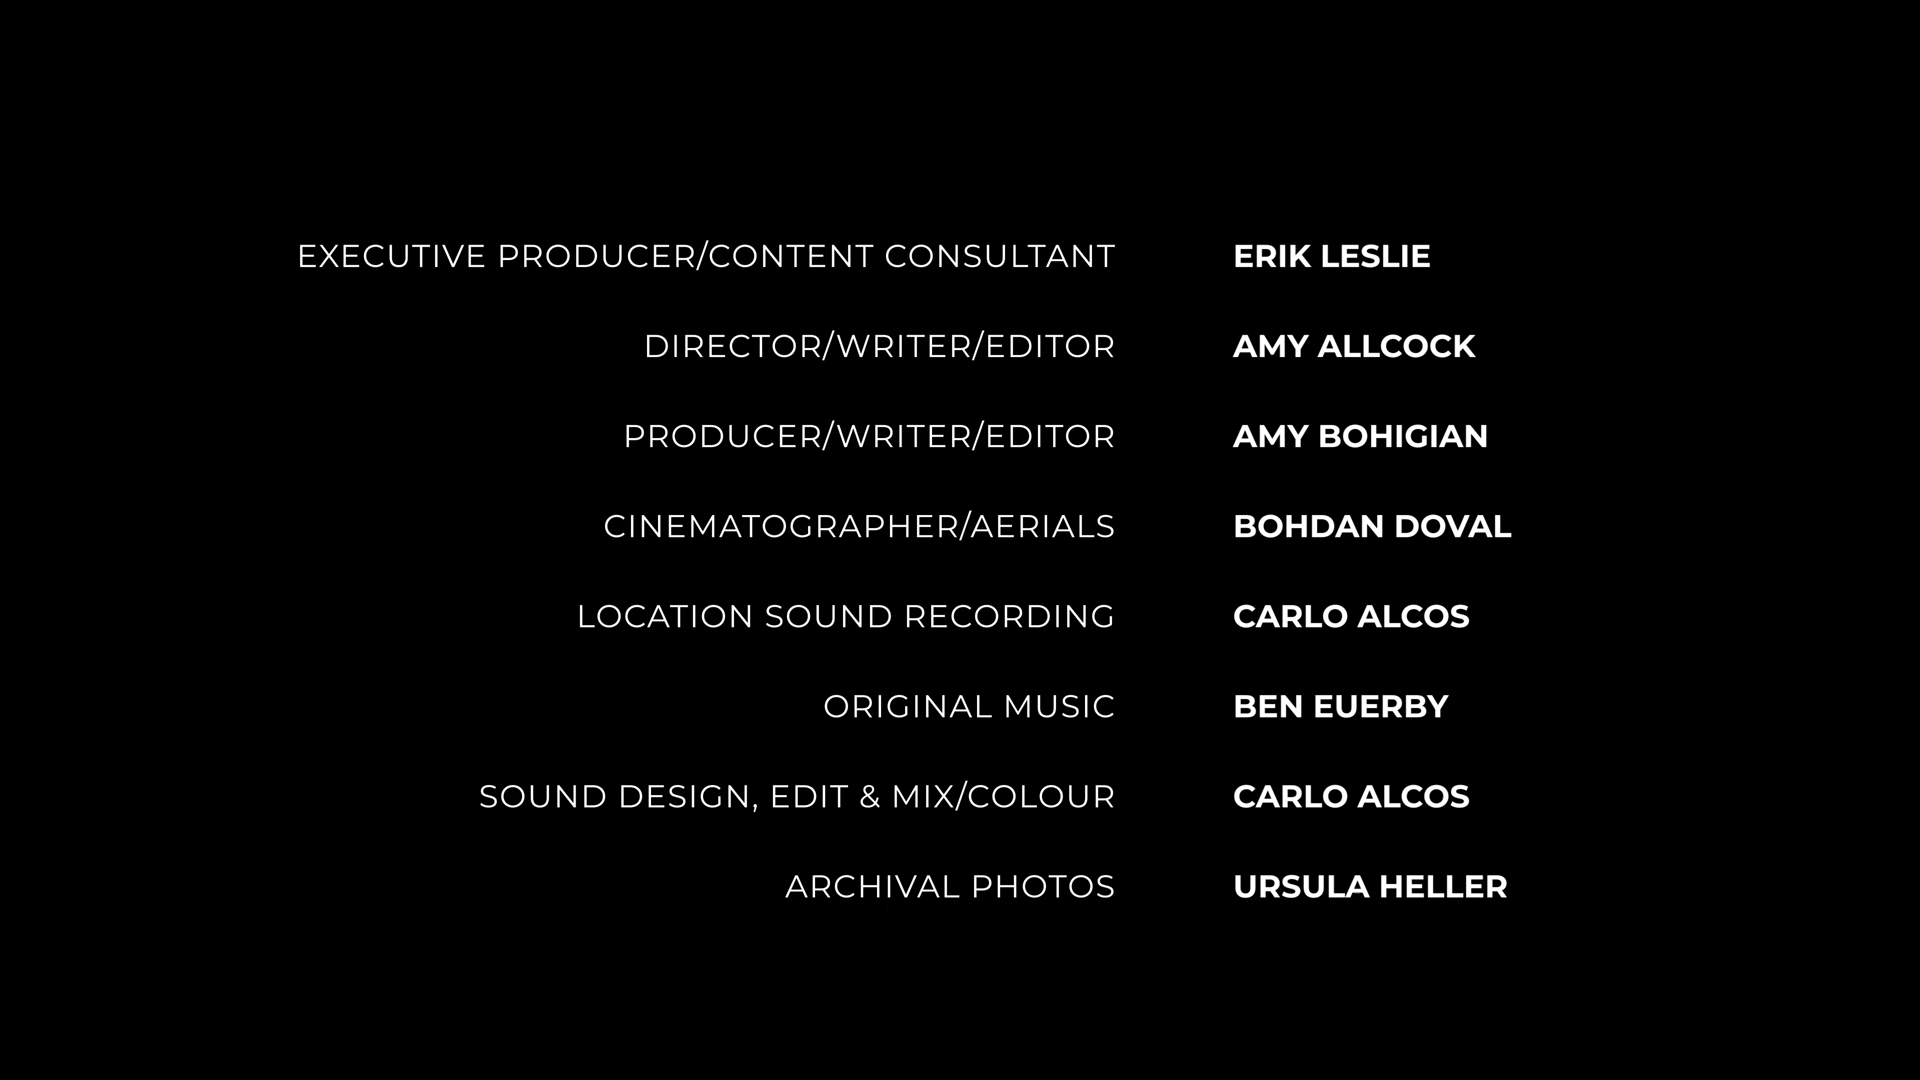 EXECUTIVE PRODUCER/CONTENT CONSULTANT ERIK LESLIE
DIRECTOR/WRITER/EDITOR AMY ALLCOCK
PRODUCER/WRITER/EDITOR AMY BOHIGIAN
CINEMATOGRAPHER/AERIALS BOHDAN DOVAL
LOCATION SOUND RECORDING CARLO ALCOS
ORIGINAL MUSIC BEN EUERBY
SOUND DESIGN, EDIT & MIX/COLOUR CARLO ALCOS
ARCHIVAL PHOTOS URSULA HELLER